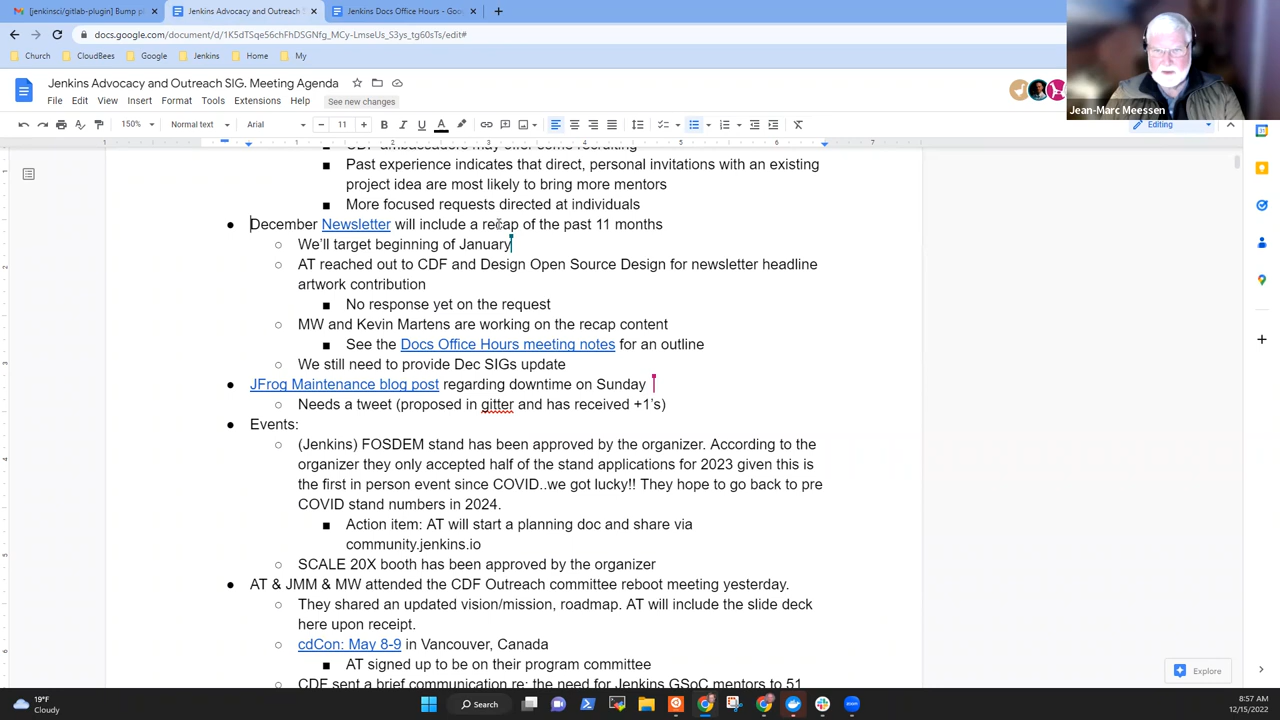 [jenkinsci/gitlab-plugin] Bump p
Jenkins Advocacy and Outreach S
Jenkins Docs Office Hours - Goo
docs.google.com/document/d/1K5dTSqe56chFhDSGNfg_MCy-LmseUs_S3ys_tg60sTs/edit#
Church CloudBees Google Jenkins Home My
Jenkins Advocacy and Outreach SIG. Meeting Agenda
File Edit View Insert Format Tools Extensions Help See new changes
Jean-Marc Meessen
150% Normal text Arial 11 Editing
Past experience indicates that direct, personal invitations with an existing
project idea are most likely to bring more mentors
More focused requests directed at individuals
December Newsletter will include a recap of the past 11 months
We'll target beginning of January
AT reached out to CDF and Design Open Source Design for newsletter headline
artwork contribution
No response yet on the request
MW and Kevin Martens are working on the recap content
See the Docs Office Hours meeting notes for an outline
We still need to provide Dec SIGs update
JFrog Maintenance blog post regarding downtime on Sunday
Needs a tweet (proposed in gitter and has received +1's)
Events:
(Jenkins) FOSDEM stand has been approved by the organizer. According to the
organizer they only accepted half of the stand applications for 2023 given this is
the first in person event since COVID..we got lucky!! They hope to go back to pre
COVID stand numbers in 2024.
Action item: AT will start a planning doc and share via
community.jenkins.io
SCALE 20X booth has been approved by the organizer
AT & JMM & MW attended the CDF Outreach committee reboot meeting yesterday.
They shared an updated vision/mission, roadmap. AT will include the slide deck
here upon receipt.
cdCon: May 8-9 in Vancouver, Canada
AT signed up to be on their program committee
CDF sent a brief communication re: the need for Jenkins GSoC mentors to 51
Explore
19°F
Cloudy
Search
8:57 AM
12/15/2022